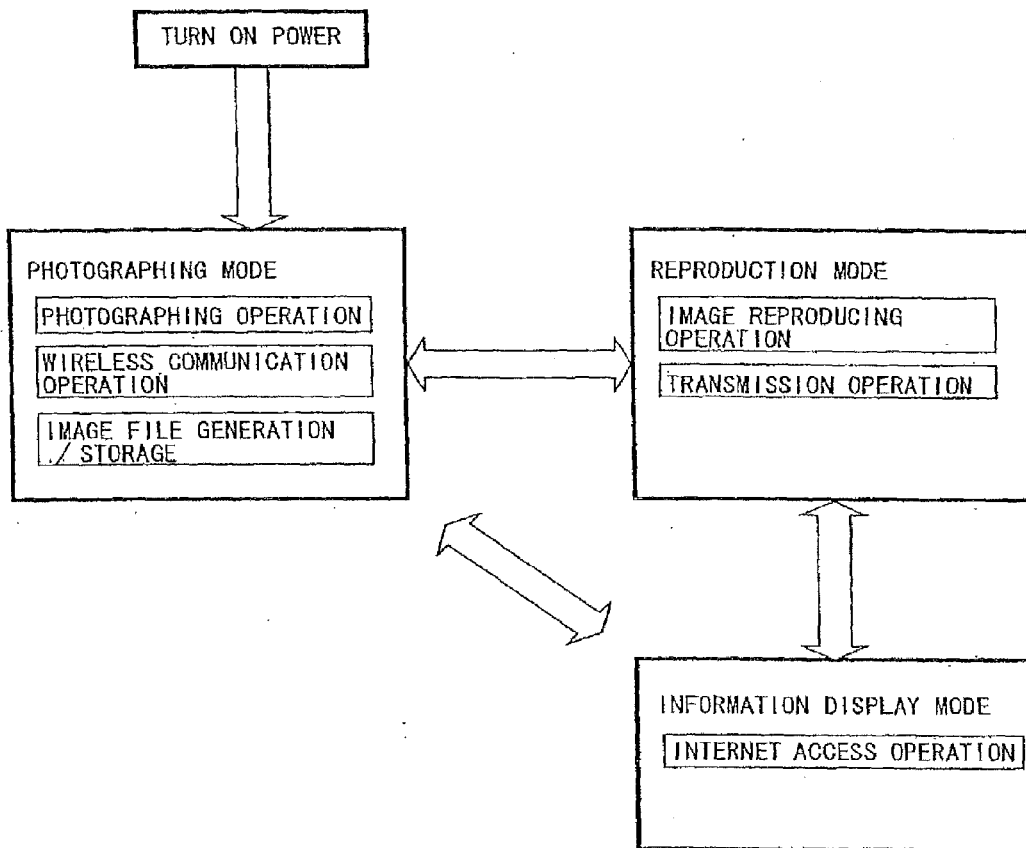 TURN ON POWER
PHOTOGRAPHING MODE
PHOTOGRAPHING OPERATION
WIRELESS COMMUNICATION
OPERATION
IMAGE FILE GENERATION
./ STORAGE
REPRODUCTION MODE
IMAGE REPRODUCING
OPERATION
TRANSMISSION OPERATION
INFORMATION DISPLAY MODE
INTERNET ACCESS OPERATION